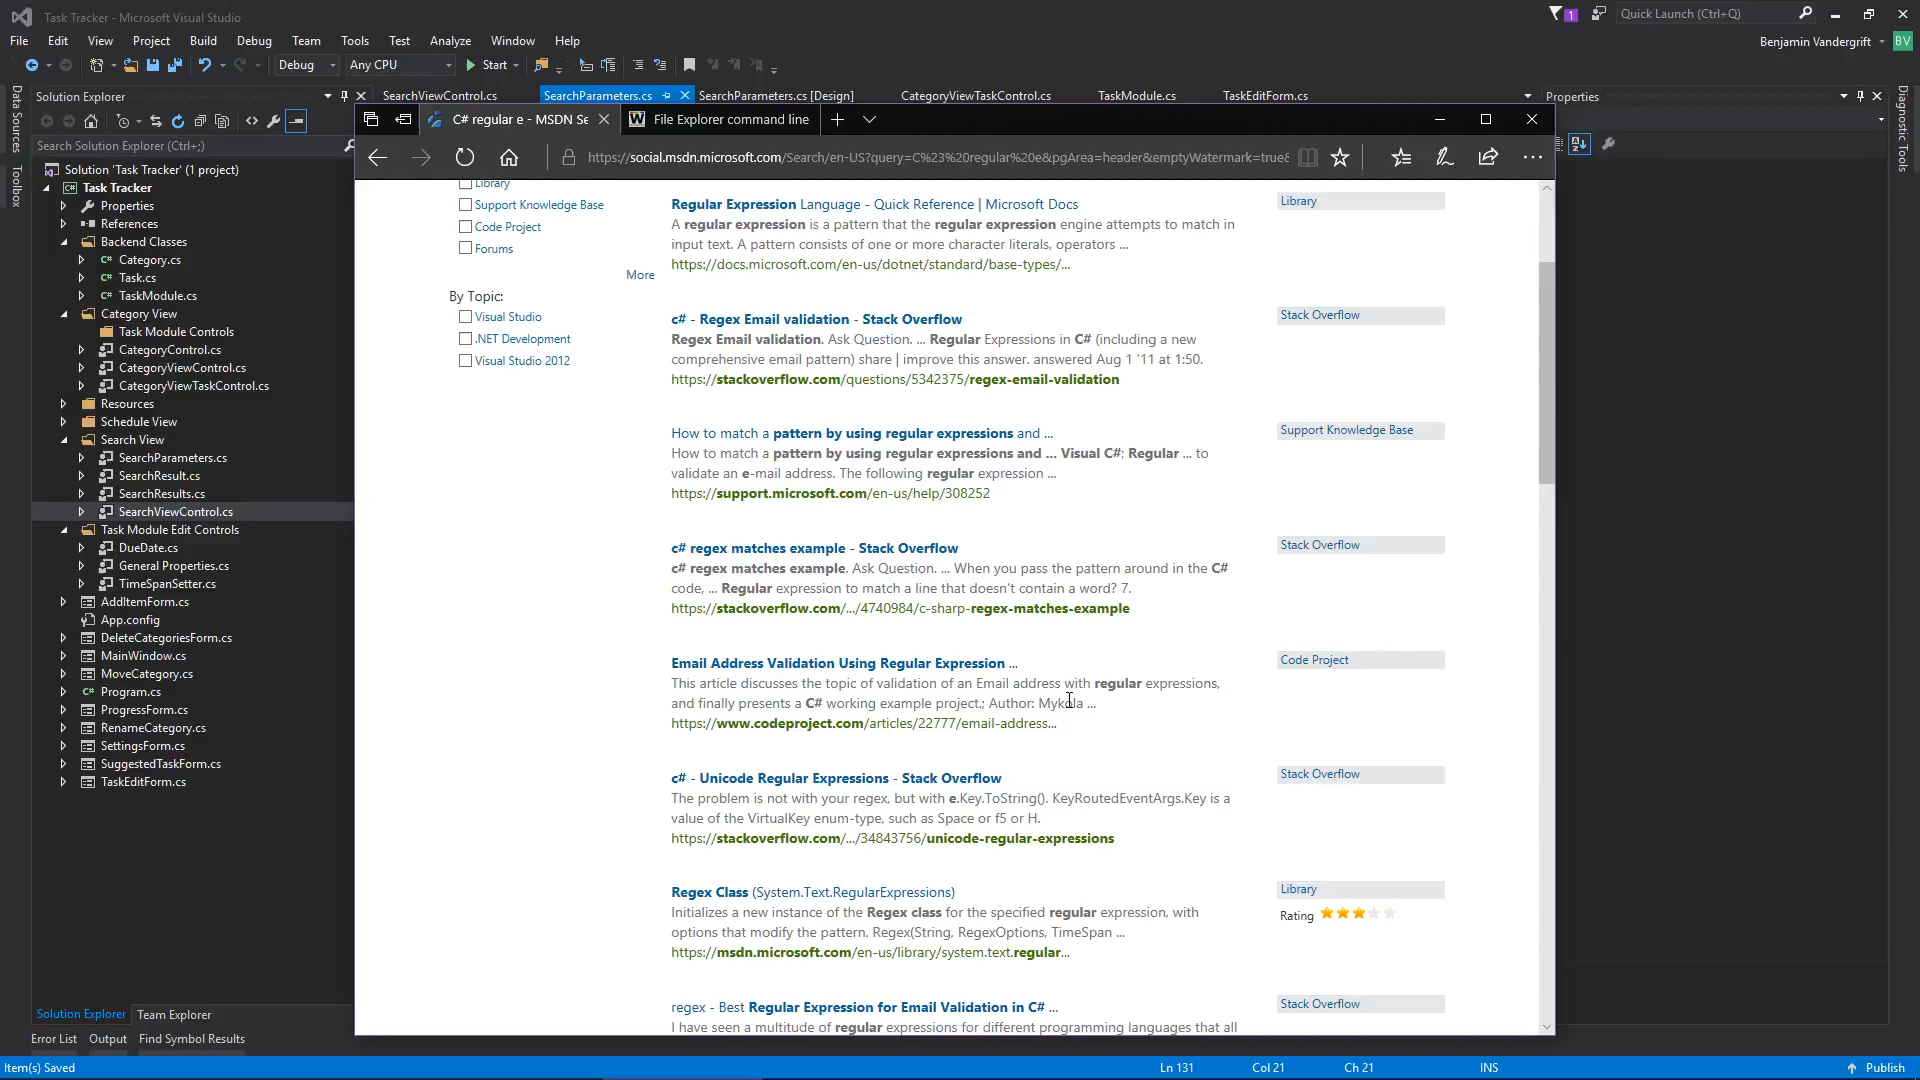 Task Tracker - Microsoft Visual Studio
1
Quick Launch (Ctrl+Q)
File Edit View Project Build Debug Team Tools Test Analyze Window Help
Benjamin Vandergrift BV
Debug Any CPU Start
Data Sources
Toolbox
Solution Explorer
SearchViewControl.cs SearchParameters.cs SearchParameters.cs [Design] CategoryViewTaskControl.cs TaskModule.cs TaskEditForm.cs
Properties
Diagnostic Tools
Search Solution Explorer (Ctrl+;)
Solution 'Task Tracker' (1 project)
Task Tracker
Properties
References
Backend Classes
Category.cs
Task.cs
TaskModule.cs
Category View
Task Module Controls
CategoryControl.cs
CategoryViewControl.cs
CategoryViewTaskControl.cs
Resources
Schedule View
Search View
SearchParameters.cs
SearchResult.cs
SearchResults.cs
SearchViewControl.cs
Task Module Edit Controls
DueDate.cs
General Properties.cs
TimeSpanSetter.cs
AddItemForm.cs
App.config
DeleteCategoriesForm.cs
MainWindow.cs
MoveCategory.cs
Program.cs
ProgressForm.cs
RenameCategory.cs
SettingsForm.cs
SuggestedTaskForm.cs
TaskEditForm.cs
Solution Explorer Team Explorer
Error List Output Find Symbol Results
C# regular e - MSDN Se
W File Explorer command line
https://social.msdn.microsoft.com/Search/en-US?query=C%23%20regular%20e&pgArea=header&emptyWatermark=true&
Library
Support Knowledge Base
Code Project
Forums
More
By Topic:
Visual Studio
.NET Development
Visual Studio 2012
Regular Expression Language - Quick Reference | Microsoft Docs
Library
A regular expression is a pattern that the regular expression engine attempts to match in
input text. A pattern consists of one or more character literals, operators ...
https://docs.microsoft.com/en-us/dotnet/standard/base-types/...
c# - Regex Email validation - Stack Overflow
Stack Overflow
Regex Email validation. Ask Question. ... Regular Expressions in C# (including a new
comprehensive email pattern) share | improve this answer. answered Aug 1 '11 at 1:50.
https://stackoverflow.com/questions/5342375/regex-email-validation
How to match a pattern by using regular expressions and ...
Support Knowledge Base
How to match a pattern by using regular expressions and ... Visual C#; Regular ... to
validate an e-mail address. The following regular expression ...
https://support.microsoft.com/en-us/help/308252
c# regex matches example - Stack Overflow
Stack Overflow
c# regex matches example. Ask Question. ... When you pass the pattern around in the C#
code, ... Regular expression to match a line that doesn't contain a word? 7.
https://stackoverflow.com/.../4740984/c-sharp-regex-matches-example
Email Address Validation Using Regular Expression ...
Code Project
This article discusses the topic of validation of an Email address with regular expressions,
and finally presents a C# working example project.; Author: Mykola ...
https://www.codeproject.com/articles/22777/email-address...
c# - Unicode Regular Expressions - Stack Overflow
Stack Overflow
The problem is not with your regex, but with e.Key.ToString(). KeyRoutedEventArgs.Key is a
value of the VirtualKey enum-type, such as Space or f5 or H.
https://stackoverflow.com/.../34843756/unicode-regular-expressions
Regex Class (System.Text.RegularExpressions)
Library
Initializes a new instance of the Regex class for the specified regular expression, with
Rating
options that modify the pattern. Regex(String, RegexOptions, TimeSpan ...
https://msdn.microsoft.com/en-us/library/system.text.regular...
regex - Best Regular Expression for Email Validation in C# ...
Stack Overflow
I have seen a multitude of regular expressions for different programming languages that all
Item(s) Saved Ln 131 Col 21 Ch 21 INS Publish